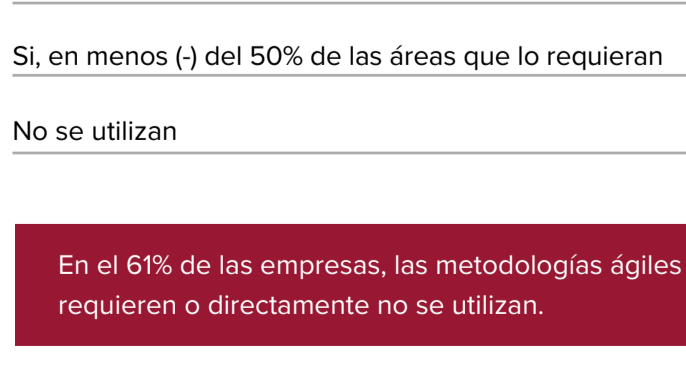 Si, en menos (-) del 50% de las áreas que lo requieran
No se utilizan
En el 61% de las empresas, las metodologías ágiles
requieren o directamente no se utilizan.